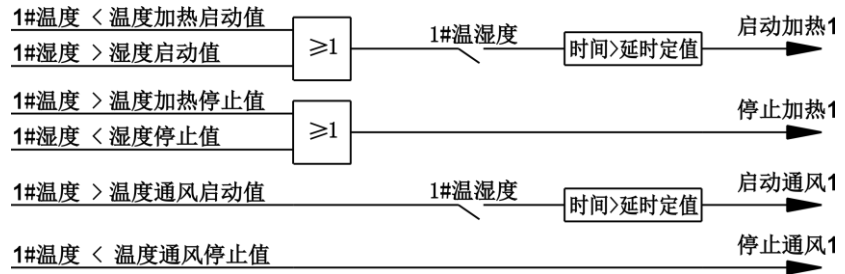 1#温度 < 温度加热启动值
1#湿度 > 湿度启动值
≥1
1#温湿度
时间>延时定值
启动加热1
1#温度 > 温度加热停止值
1#湿度 < 湿度停止值
≥1
停止加热1
1#温度 > 温度通风启动值
1#温湿度
时间>延时定值
启动通风1
1#温度 < 温度通风停止值
停止通风1